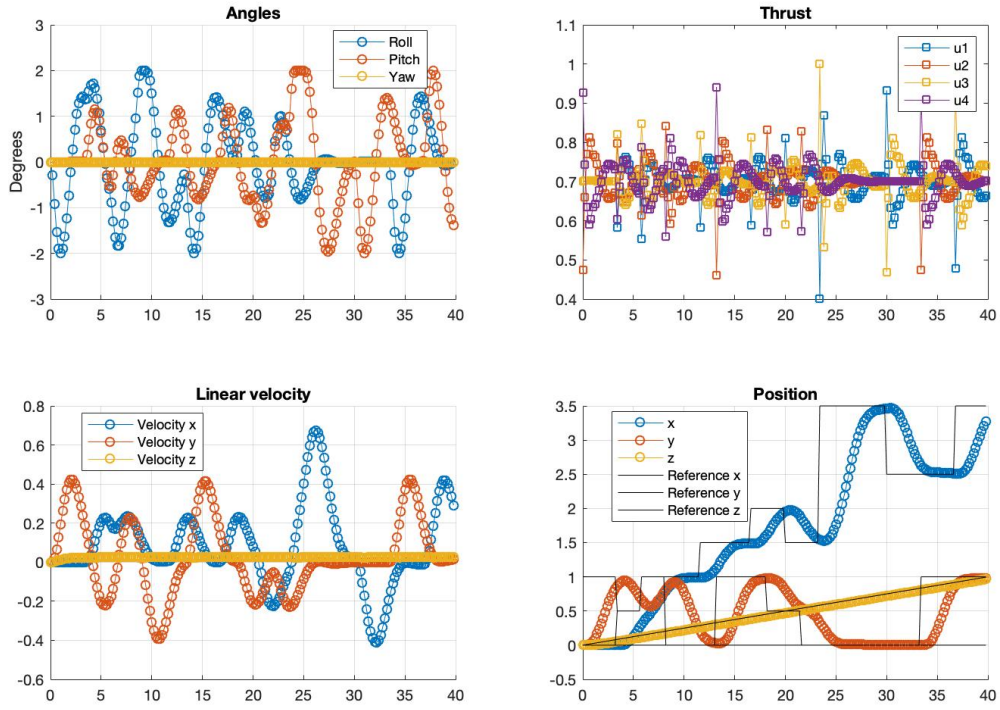 Angles
3
2
1
0
-1
-2
-3
Degrees
Roll
Pitch
Yaw
0 5 10 15 20 25 30 35 40
Thrust
1.1
1
0.9
0.8
0.7
0.6
0.5
0.4
u1
u2
u3
u4
0 5 10 15 20 25 30 35 40
Linear velocity
0.8
0.6
0.4
0.2
0
-0.2
-0.4
-0.6
Velocity x
Velocity y
Velocity z
0 5 10 15 20 25 30 35 40
Position
3.5
3
2.5
2
1.5
1
0.5
0
-0.5
x
y
z
Reference x
Reference y
Reference z
0 5 10 15 20 25 30 35 40